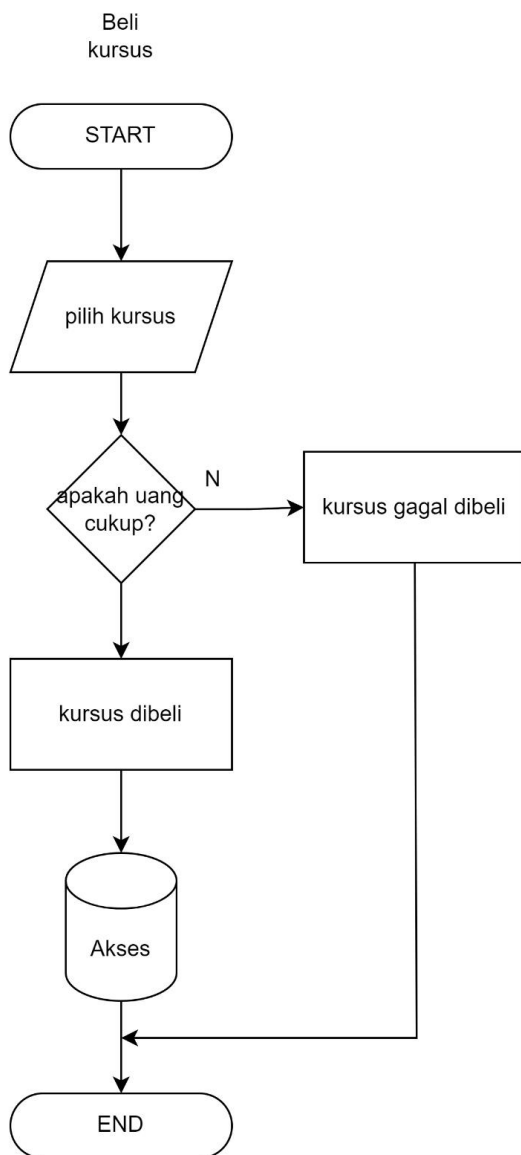 Beli
kursus
START
pilih kursus
apakah uang
cukup?
N
kursus gagal dibeli
kursus dibeli
Akses
END